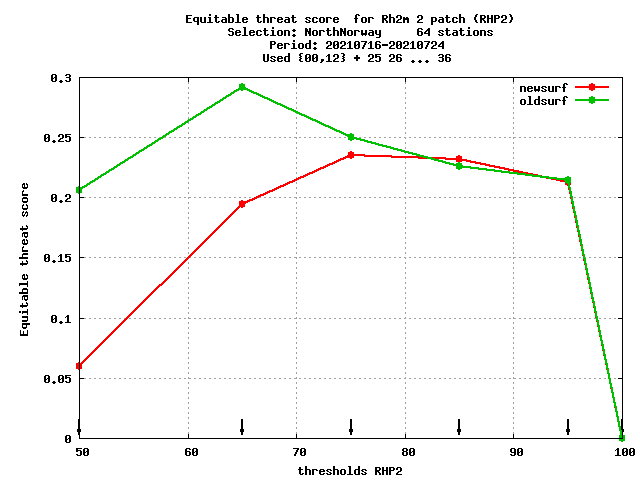 Equitable threat score  for Rh2m 2 patch (RHP2)
Selection: NorthNorway     64 stations
Period: 20210716-20210724
Used {00,12} + 25 26 ... 36
newsurf
oldsurf
0.3
0.25
0.2
0.15
0.1
0.05
0
Equitable threat score
50 60 70 80 90 100
thresholds RHP2